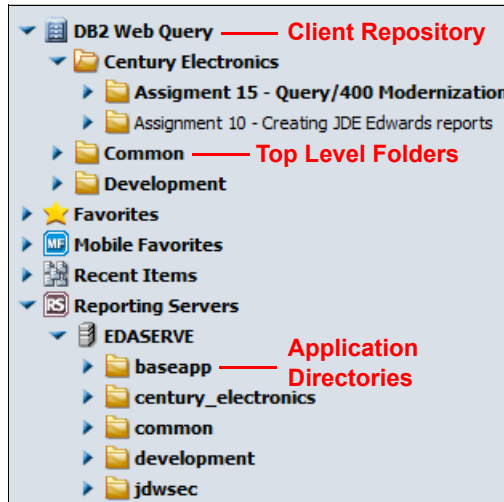 DB2 Web Query
Client Repository
Century Electronics
Assigment 15 - Query/400 Modernization
Assignment 10 - Creating JDE Edwards reports
Common
Top Level Folders
Development
Favorites
MF Mobile Favorites
Recent Items
RS Reporting Servers
EDASERVE
baseapp
Application
Directories
century_electronics
common
development
jdwsec